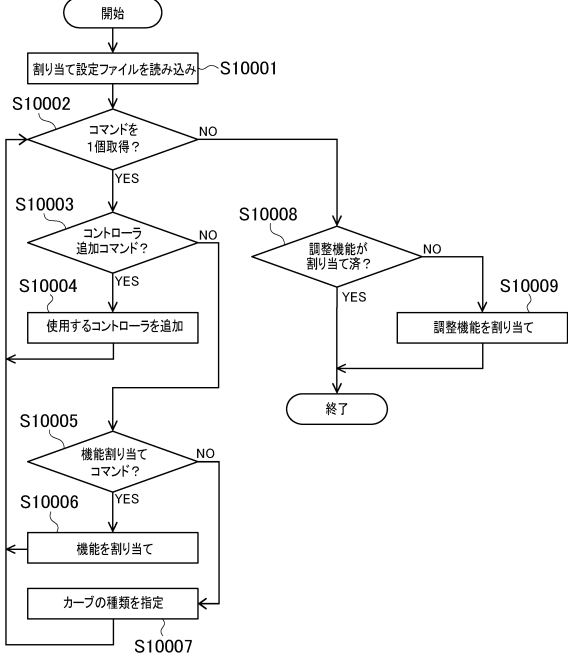 開始
割り当て設定ファイルを読み込み
S10001
S10002
コマンドを
1個取得？
NO
YES
S10003
コントローラ
追加コマンド？
NO
YES
S10004
使用するコントローラを追加
S10008
調整機能が
割り当て済？
NO
YES
S10009
調整機能を割り当て
終了
S10005
機能割り当て
コマンド？
NO
YES
S10006
機能を割り当て
カーブの種類を指定
S10007